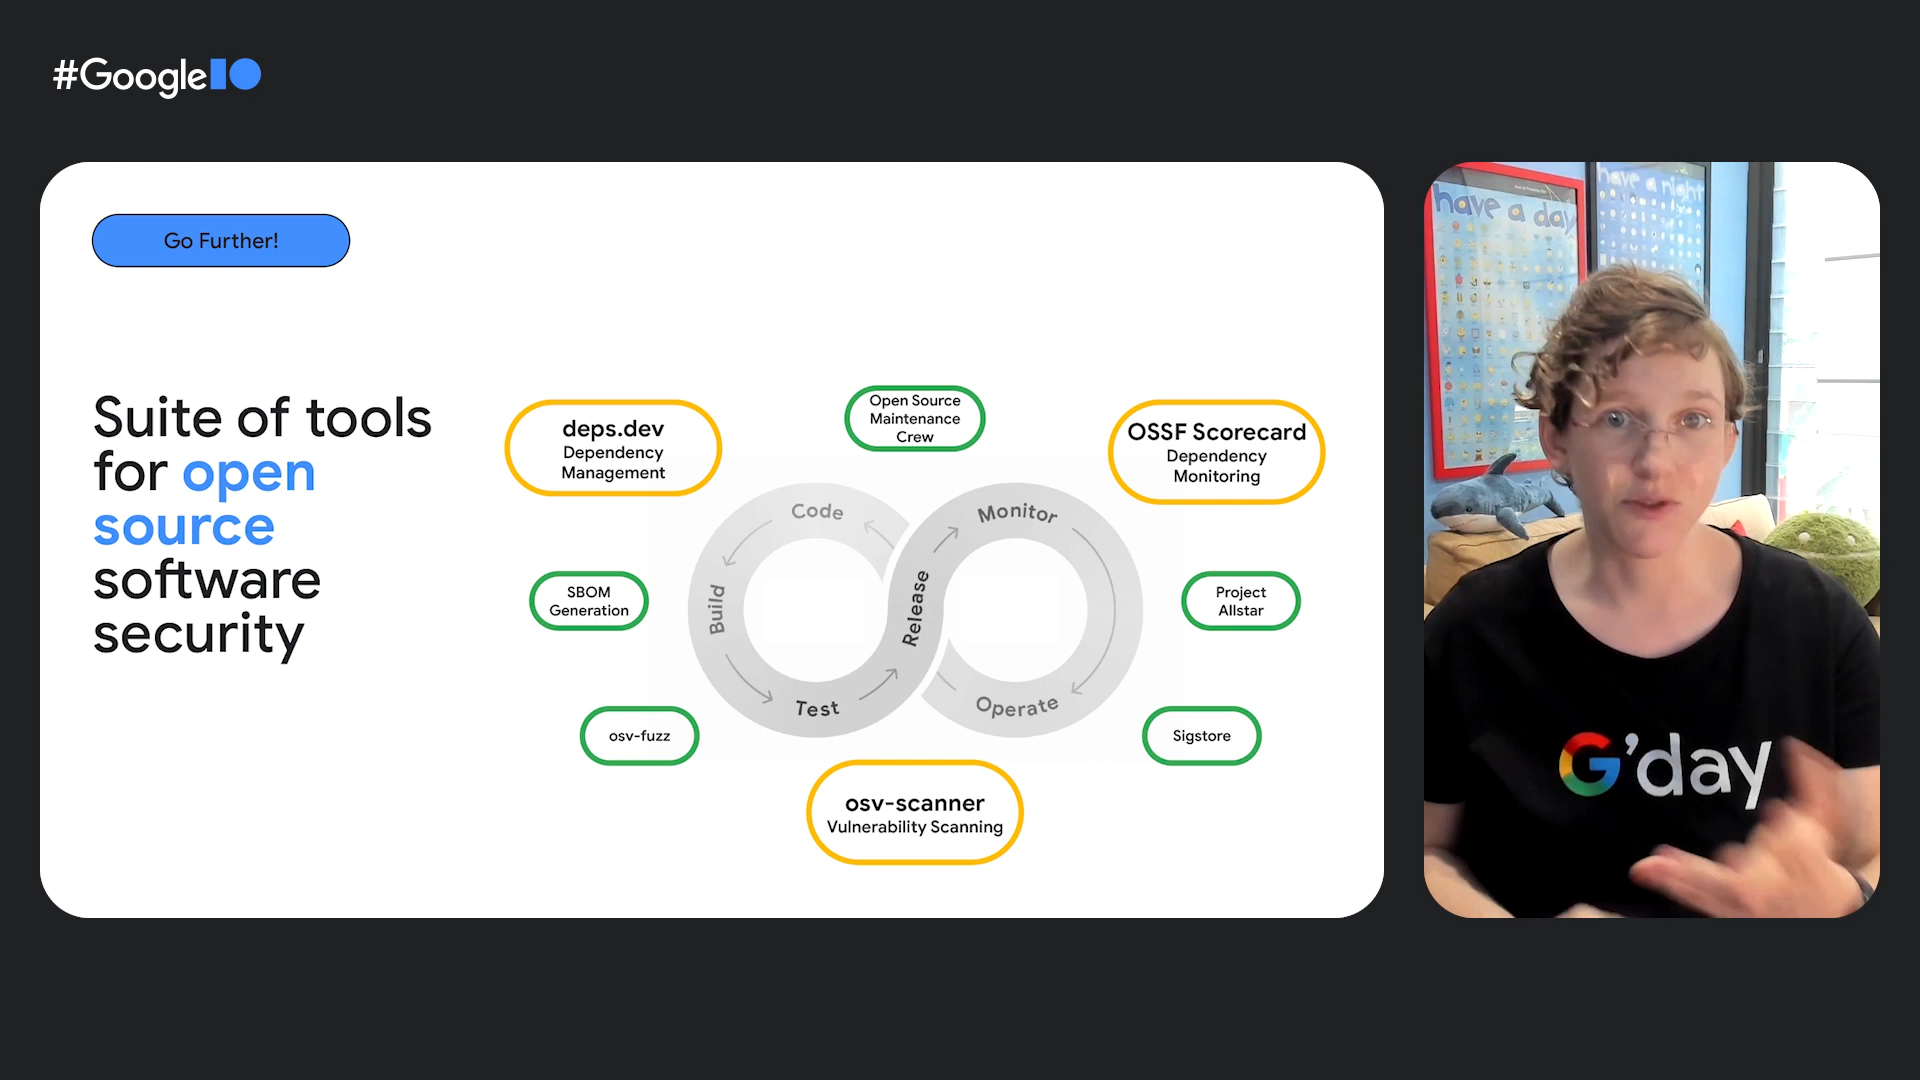 #GoogleIO
Go Further!
Suite of tools
for open
source
software
security
deps.dev
Dependency
Management
Open Source
Maintenance
Crew
OSSF Scorecard
Dependency
Monitoring
Code
Monitor
SBOM
Generation
Build
Release
Project
Allstar
Test
Operate
osv-fuzz
Sigstore
osv-scanner
Vulnerability Scanning
have a day
have a night
G'day